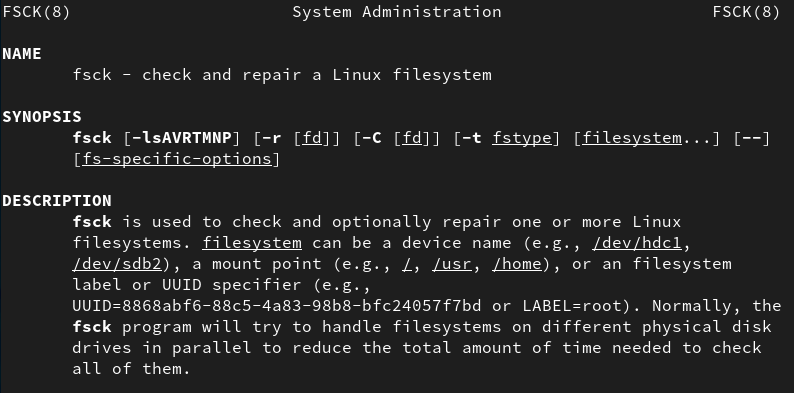 FSCK(8) System Administration FSCK(8)
NAME
fsck - check and repair a Linux filesystem
SYNOPSIS
fsck [-lsAVRTMNP] [-r [fd]] [-C [fd]] [-t fstype] [filesystem...] [--]
[fs-specific-options]
DESCRIPTION
fsck is used to check and optionally repair one or more Linux
filesystems. filesystem can be a device name (e.g., /dev/hdc1,
/dev/sdb2), a mount point (e.g., /, /usr, /home), or an filesystem
label or UUID specifier (e.g.,
UUID=8868abf6-88c5-4a83-98b8-bfc24057f7bd or LABEL=root). Normally, the
fsck program will try to handle filesystems on different physical disk
drives in parallel to reduce the total amount of time needed to check
all of them.